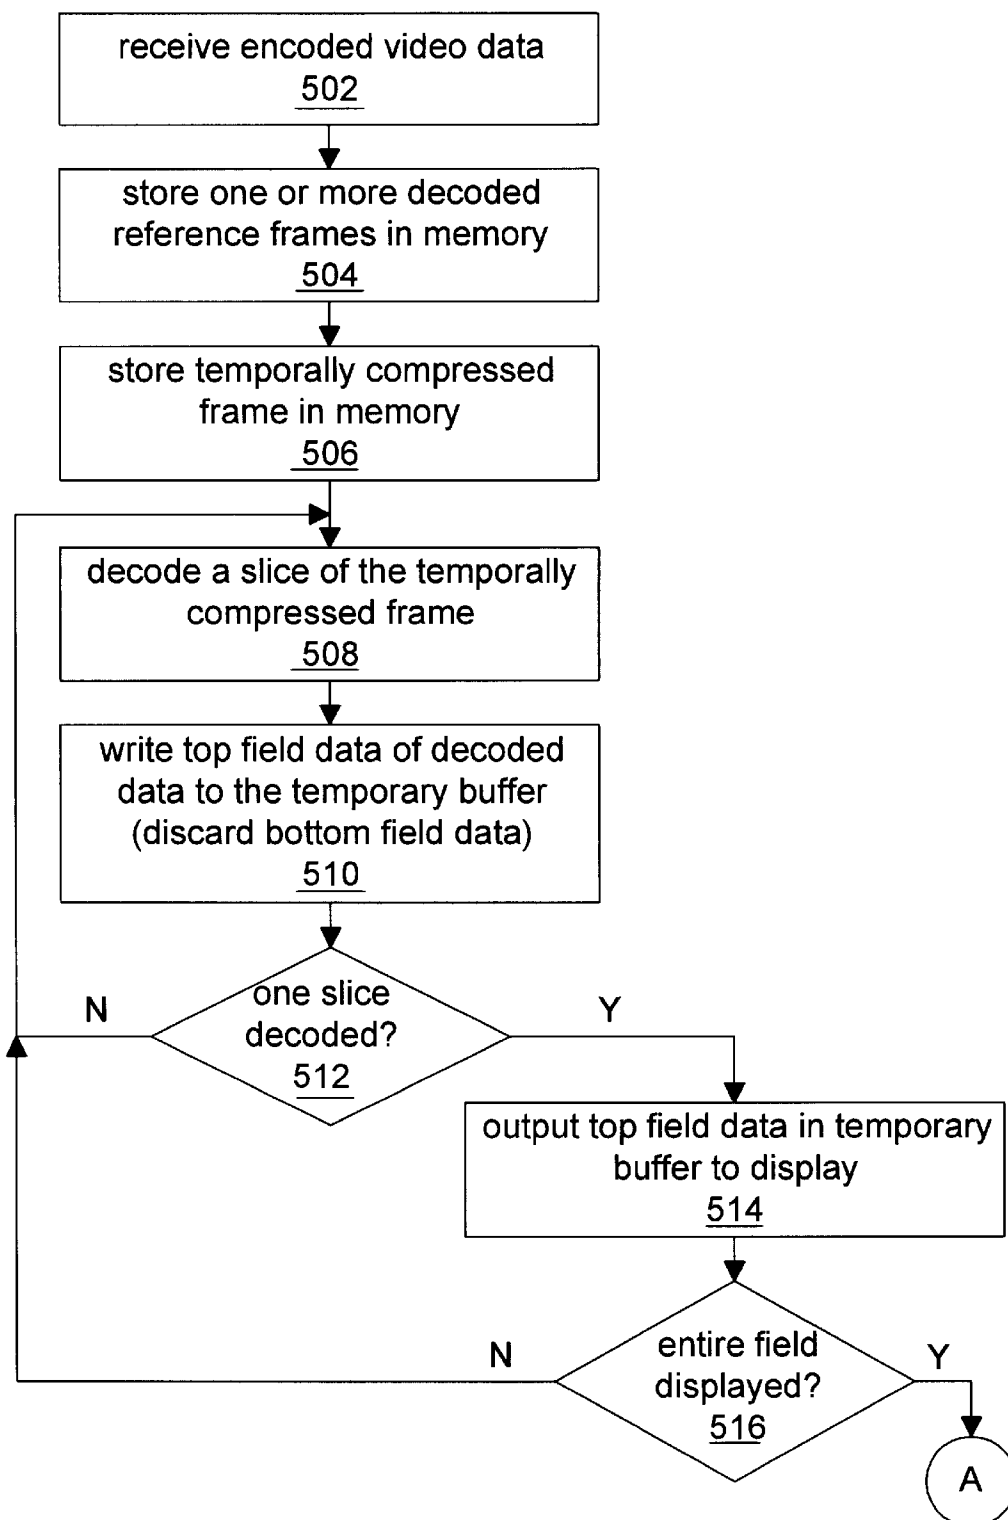 receive encoded video data
502
store one or more decoded
reference frames in memory
504
store temporally compressed
frame in memory
506
decode a slice of the temporally
compressed frame
508
write top field data of decoded
data to the temporary buffer
(discard bottom field data)
510
N
one slice
decoded?
512
Y
output top field data in temporary
buffer to display
514
N
entire field
displayed?
516
Y
A